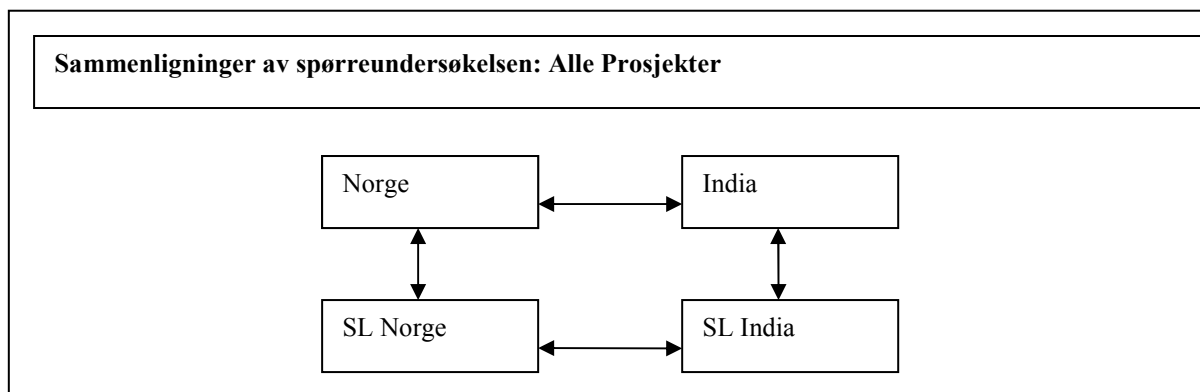 Sammenligninger av spørreundersøkelsen: Alle Prosjekter
Norge
India
SL Norge
SL India